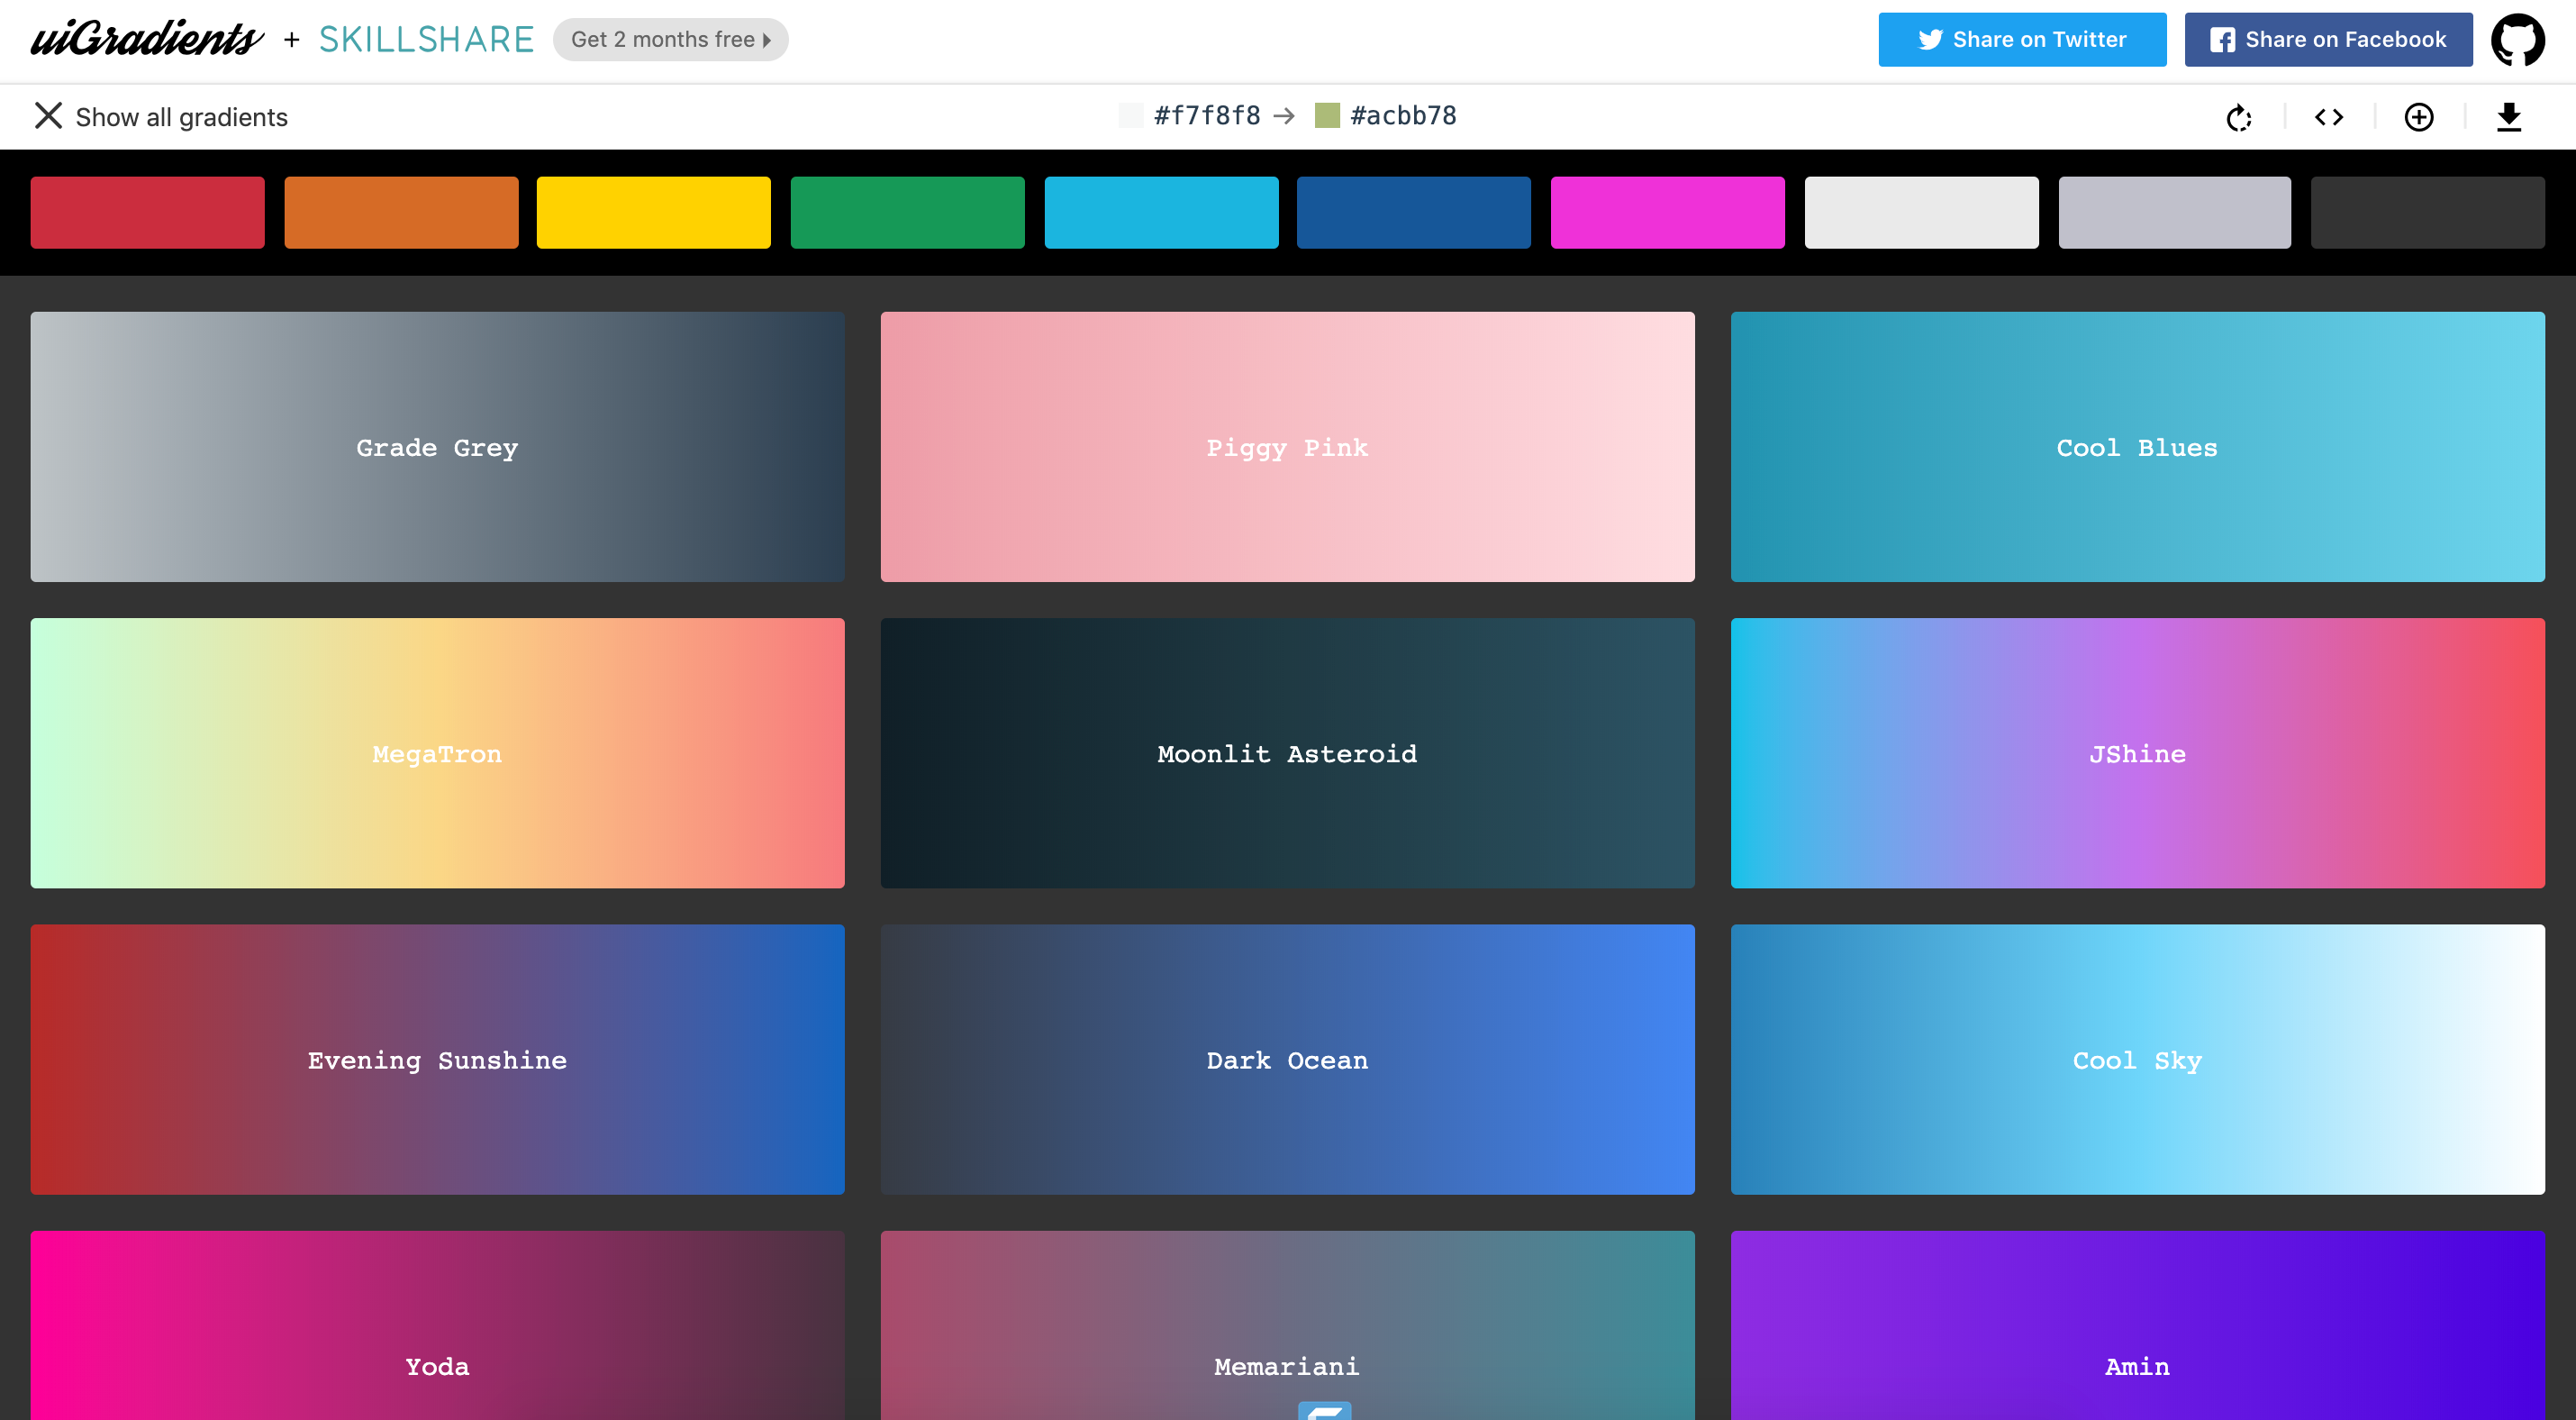 uiGradients + SKILLSHARE Get 2 months free
Share on Twitter
Share on Facebook
Show all gradients
#f7f8f8 → #acbb78
Grade Grey
Piggy Pink
Cool Blues
MegaTron
Moonlit Asteroid
JShine
Evening Sunshine
Dark Ocean
Cool Sky
Yoda
Memariani
Amin